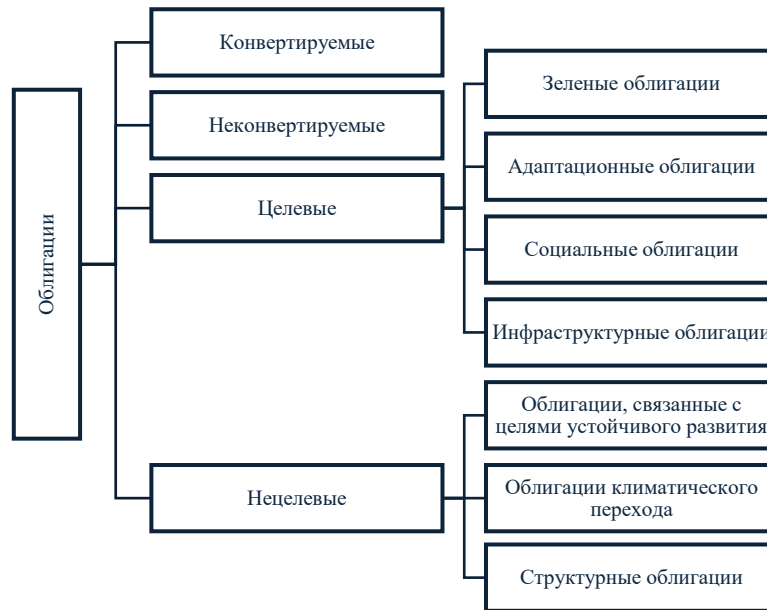 Облигации
Конвертируемые
Неконвертируемые
Целевые
Зеленые облигации
Адаптационные облигации
Социальные облигации
Инфраструктурные облигации
Нецелевые
Облигации, связанные с
целями устойчивого развития
Облигации климатического
перехода
Структурные облигации